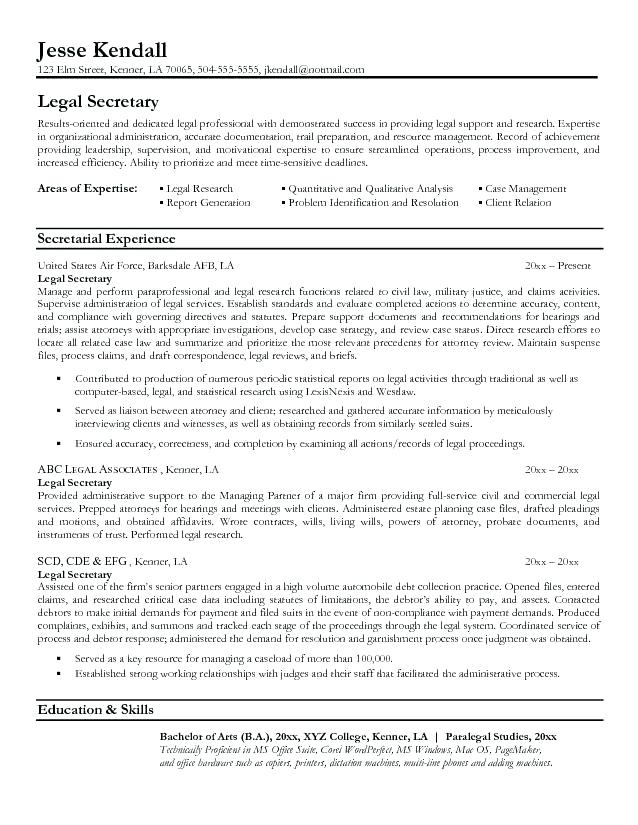 Jesse Kendall
123 Elm Street, Kenner, LA 70065, 504-555-5555, jkendall@notmail.com
Legal Secretary
Results-oriented and dedicated legal professional with demonstrated success in providing legal support and research. Expertise
in organizational administration, accurate documentation, trail preparation, and resource management. Record of achievement
providing leadership, supervision, and motivational expertise to ensure streamlined operations, process improvement, and
increased efficiency. Ability to prioritize and meet time-sensitive deadlines.
Areas of Expertise: ▪ Legal Research ▪ Quantitative and Qualitative Analysis ▪ Case Management
▪ Report Generation ▪ Problem Identification and Resolution ▪ Client Relation
Secretarial Experience
United States Air Force, Barksdale AFB, LA 20xx – Present
Legal Secretary
Manage and perform paraprofessional and legal research functions related to civil law, military justice, and claims activities.
Supervise administration of legal services. Establish standards and evaluate completed actions to determine accuracy, content,
and compliance with governing directives and statutes. Prepare support documents and recommendations for hearings and
trials; assist attorneys with appropriate investigations, develop case strategy, and review case status. Direct research efforts to
locate all related case law and summarize and prioritize the most relevant precedents for attorney review. Maintain suspense
files, process claims, and draft correspondence, legal reviews, and briefs.
▪ Contributed to production of numerous periodic statistical reports on legal activities through traditional as well as
computer-based, legal, and statistical research using LexisNexis and Westlaw.
▪ Served as liaison between attorney and client; researched and gathered accurate information by meticulously
interviewing clients and witnesses, as well as obtaining records from similarly settled suits.
▪ Ensured accuracy, correctness, and completion by examining all actions/records of legal proceedings.
ABC LEGAL ASSOCIATES , Kenner, LA 20xx – 20xx
Legal Secretary
Provided administrative support to the Managing Partner of a major firm providing full-service civil and commercial legal
services. Prepped attorneys for hearings and meetings with clients. Administered estate planning case files, drafted pleadings
and motions, and obtained affidavits. Wrote contracts, wills, living wills, powers of attorney, probate documents, and
instruments of trust. Performed legal research.
SCD, CDE & EFG , Kenner, LA 20xx – 20xx
Legal Secretary
Assisted one of the firm's senior partners engaged in a high volume automobile debt collection practice. Opened files, entered
claims, and researched critical case data including statutes of limitations, the debtor's ability to pay, and assets. Contacted
debtors to make initial demands for payment and filed suits in the event of non-compliance with payment demands. Produced
complaints, exhibits, and summons and tracked each stage of the proceedings through the legal system. Coordinated service of
process and debtor response; administered the demand for resolution and garnishment process once judgment was obtained.
▪ Served as a key resource for managing a caseload of more than 100,000.
▪ Established strong working relationships with judges and their staff that facilitated the administrative process.
Education & Skills
Bachelor of Arts (B.A.), 20xx, XYZ College, Kenner, LA | Paralegal Studies, 20xx
Technically Proficient in MS Office Suite, Corel WordPerfect, MS Windows, Mac OS, PageMaker,
and office hardware such as copiers, printers, dictation machines, multi-line phones and adding machines.